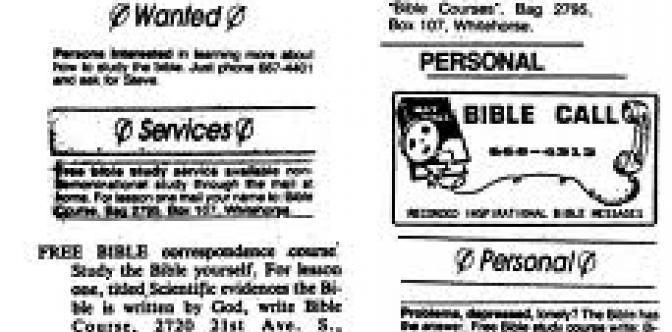 Wanted
Persons interested in learning more about
how to study the bible. Just phone 667-4401
and ask for Steve.
Services
Free bible study service available non-
denominational study through the mail at
home. For lesson one mail your name to: Bible
Course, Bag 2795, Box 107, Whitehorse.
FREE BIBLE correspondence course
Study the Bible yourself, For lesson
one, titled Scientific evidences the Bi-
ble is written by God, write Bible
Course, 2720 21st Ave. S.,
"Bible Courses", Bag 2795,
Box 107, Whitehorse.
PERSONAL
BIBLE CALL
668-4313
RECORDED INSPIRATIONAL BIBLE MESSAGES
Personal
Problems, depressed, lonely? The Bible has
the answer. Free Bible study course write: